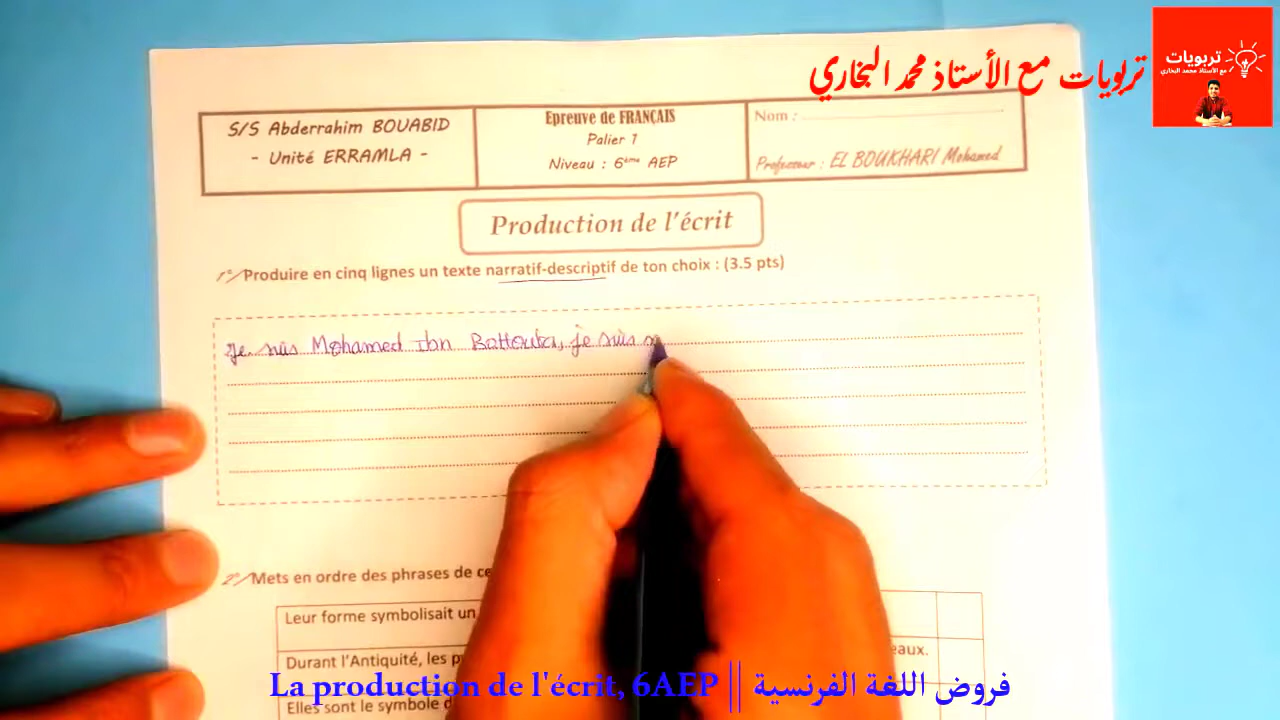 تربويات مع الأستاذ محمد البخاري
تربويات
مع الأستاذ محمد البخاري
S/S Abderrahim BOUABID
- Unité ERRAMLA -
Epreuve de FRANÇAIS
Palier 1
Niveau : 6ème AEP
Nom :
Professeur : EL BOUKHARI Mohamed
Production de l'écrit
1°/ Produire en cinq lignes un texte narratif-descriptif de ton choix : (3.5 pts)
Je suis Mohamed Ibn Battouta, je suis
2°/ Mets en ordre des phrases de ce
Leur forme symbolisait un
Durant l'Antiquité, les p
eaux.
Elles sont le symbole d
La production de l'écrit, 6AEP || فروض اللغة الفرنسية